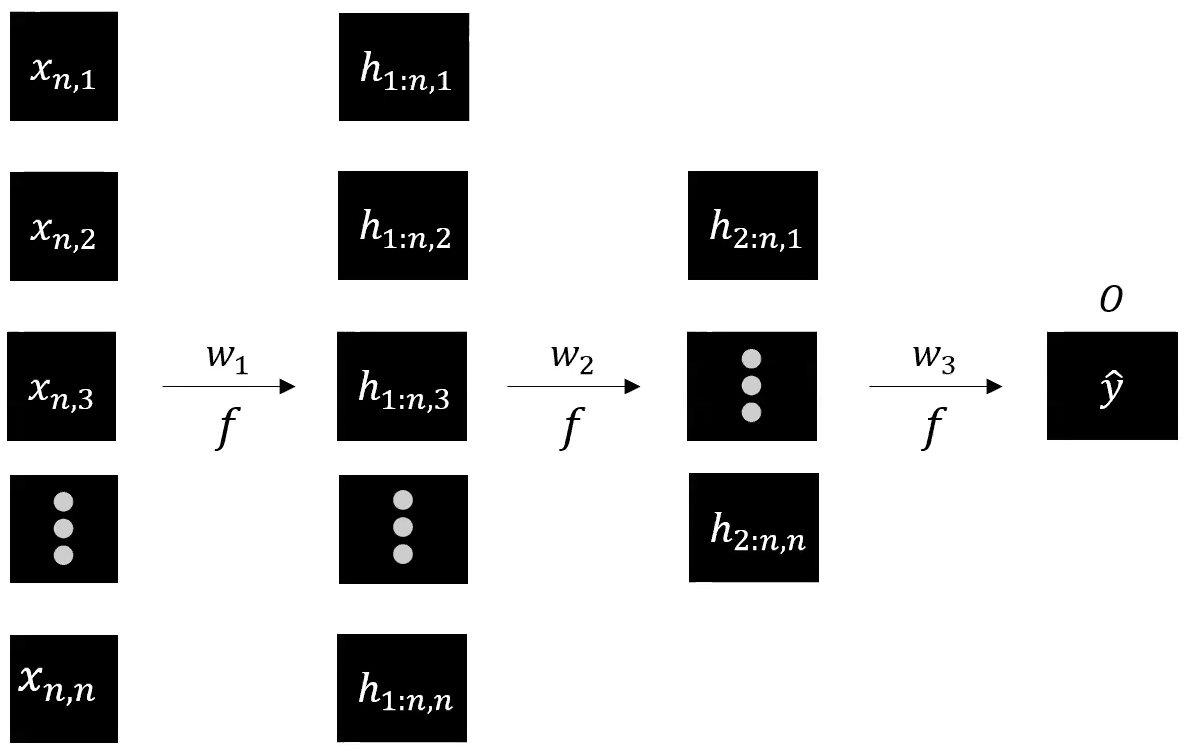 x_{n,1} h_{1:n,1}
x_{n,2} h_{1:n,2} h_{2:n,1}
O
w_1 w_2 w_3
x_{n,3} h_{1:n,3} ŷ
f f f
h_{2:n,n}
x_{n,n} h_{1:n,n}